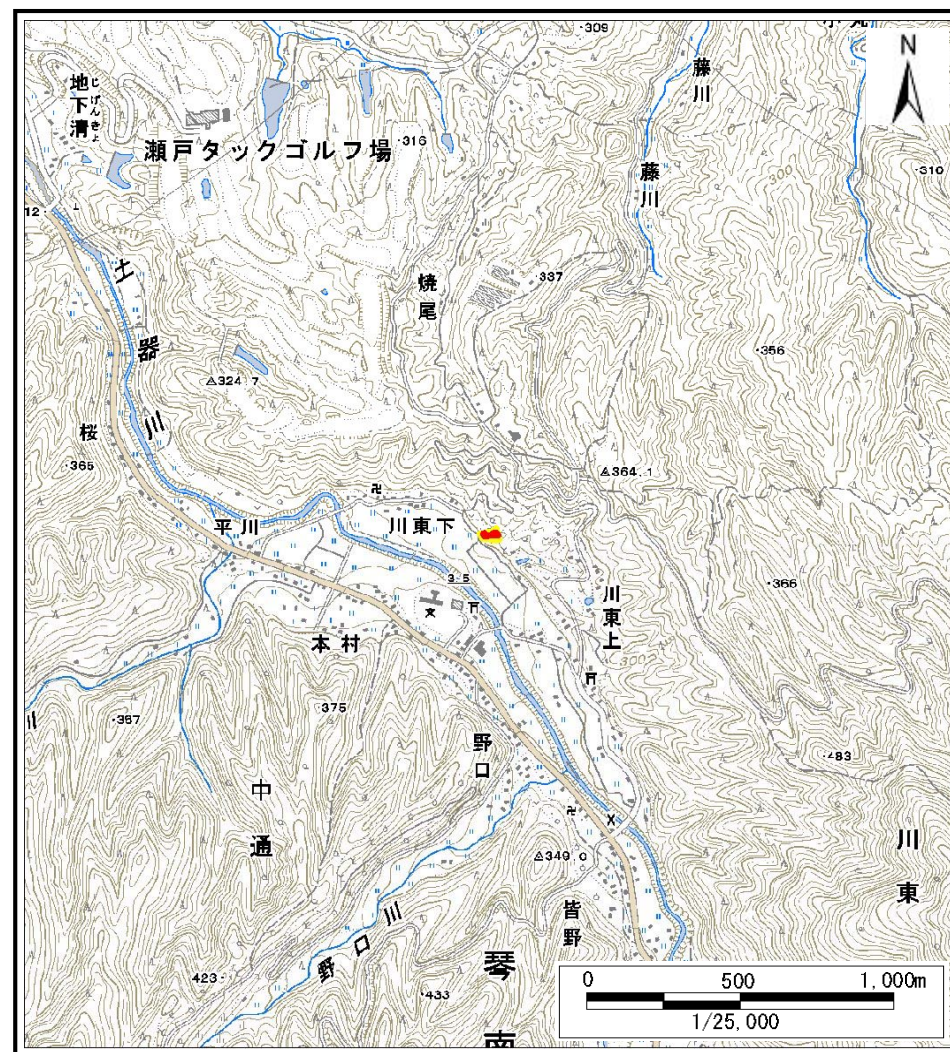 ・309
N
藤川
地下清
じげんきよ
瀬戸タックゴルフ場
・316
藤川
・310
300
12
焼尾
・337
土器川
・356
△324.7
桜
・365
△364.1
平川
川東下
3.5
・366
川東上
本村
300
・367
・375
野口
・483
中通
川東
△349.0
皆野
野口川
423・
・433
琴南
0 500 1,000m
1/25,000